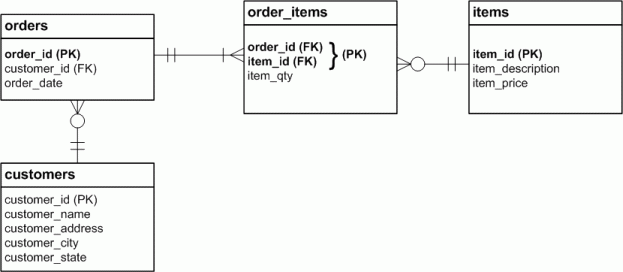 orders
order_id (PK)
customer_id (FK)
order_date
order_items
order_id (FK)
item_id (FK)
} (PK)
item_qty
items
item_id (PK)
item_description
item_price
customers
customer_id (PK)
customer_name
customer_address
customer_city
customer_state